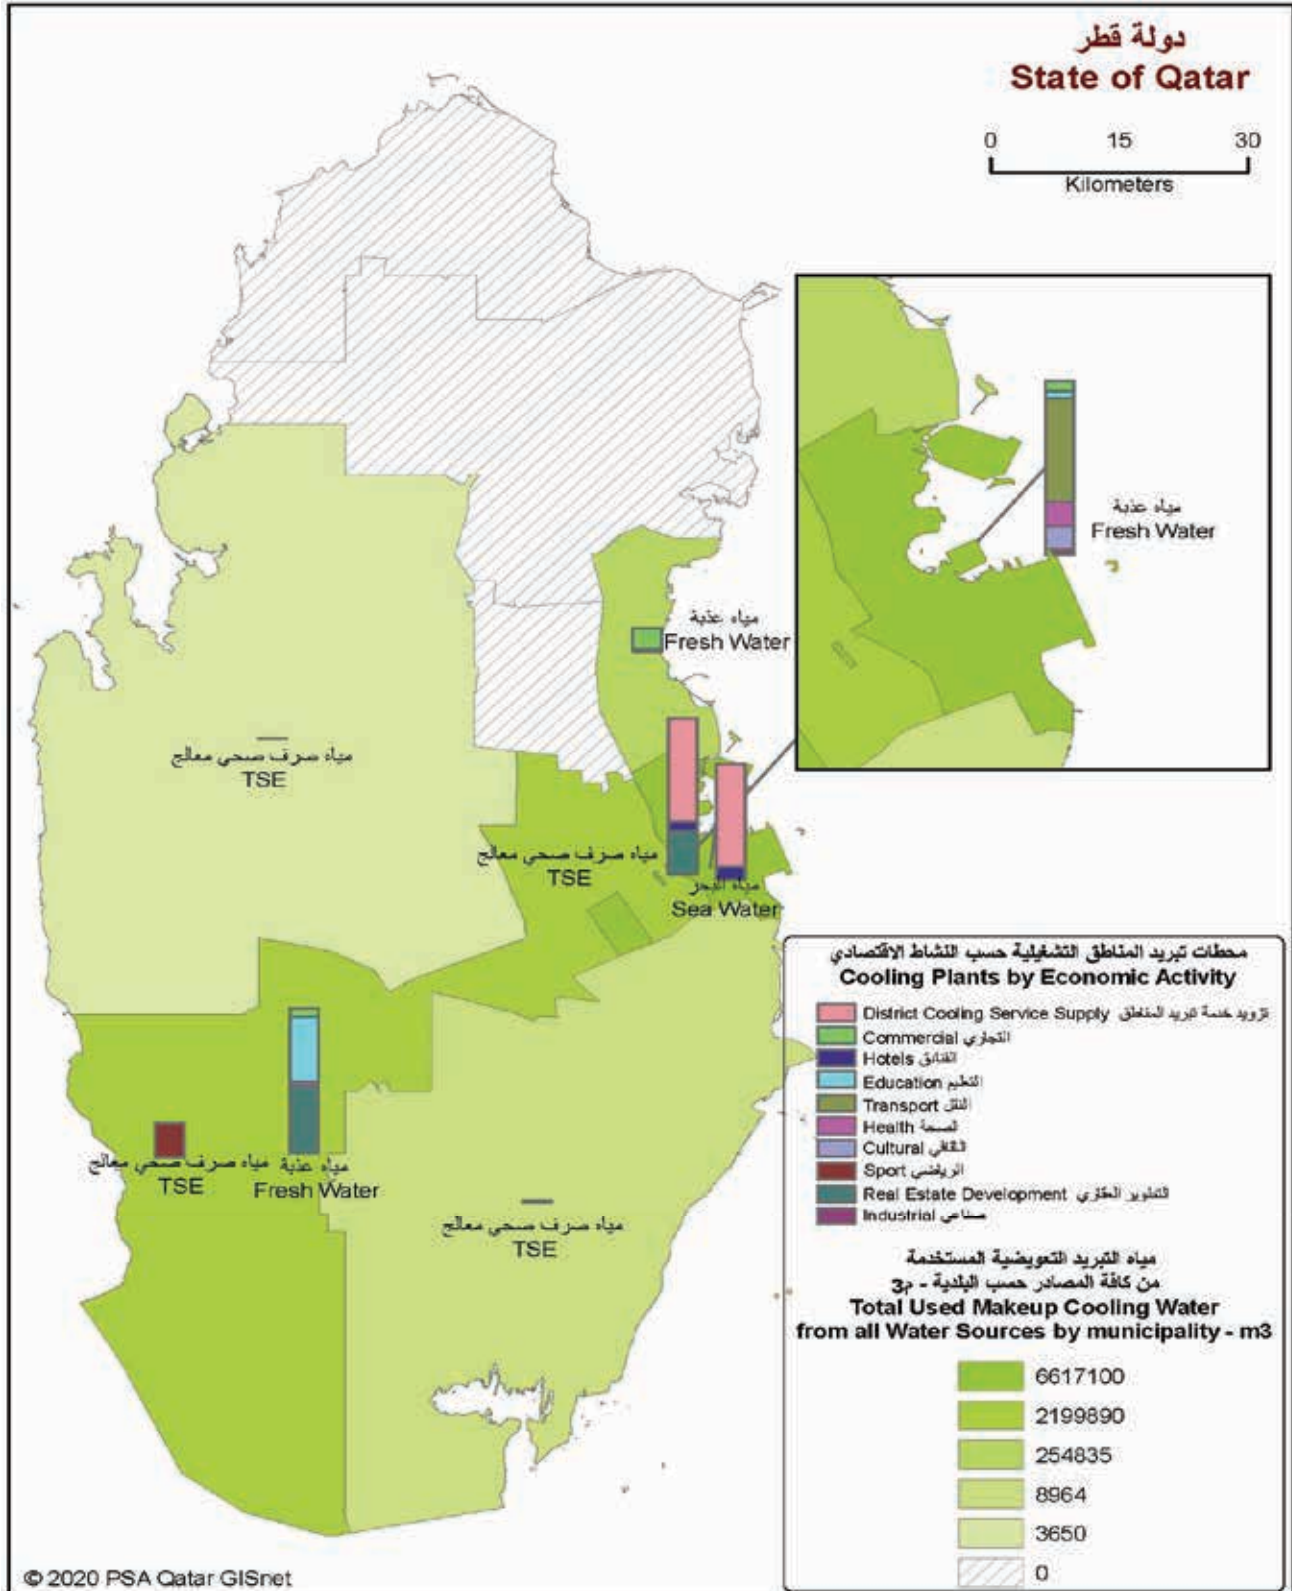 دولة قطر
State of Qatar
0 15 30
Kilometers
مياه عذبة
Fresh Water
مياه عذبة
Fresh Water
مياه صرف صحي معالج
TSE
مياه صرف صحي معالج
TSE
مياه البحر
Sea Water
مياه صرف صحي معالج
TSE
مياه عذبة
Fresh Water
مياه صرف صحي معالج
TSE
محطات تبريد المناطق التشغيلية حسب النشاط الاقتصادي
Cooling Plants by Economic Activity
District Cooling Service Supply تزويد خدمة تبريد المناطق
Commercial التجاري
Hotels الفنادق
Education التعليم
Transport النقل
Health الصحة
Cultural الثقافي
Sport الرياضي
Real Estate Development التطوير العقاري
Industrial صناعي
مياه التبريد التعويضية المستخدمة
من كافة المصادر حسب البلدية - م3
Total Used Makeup Cooling Water
from all Water Sources by municipality - m3
6617100
2199890
254835
8964
3650
0
© 2020 PSA Qatar GISnet